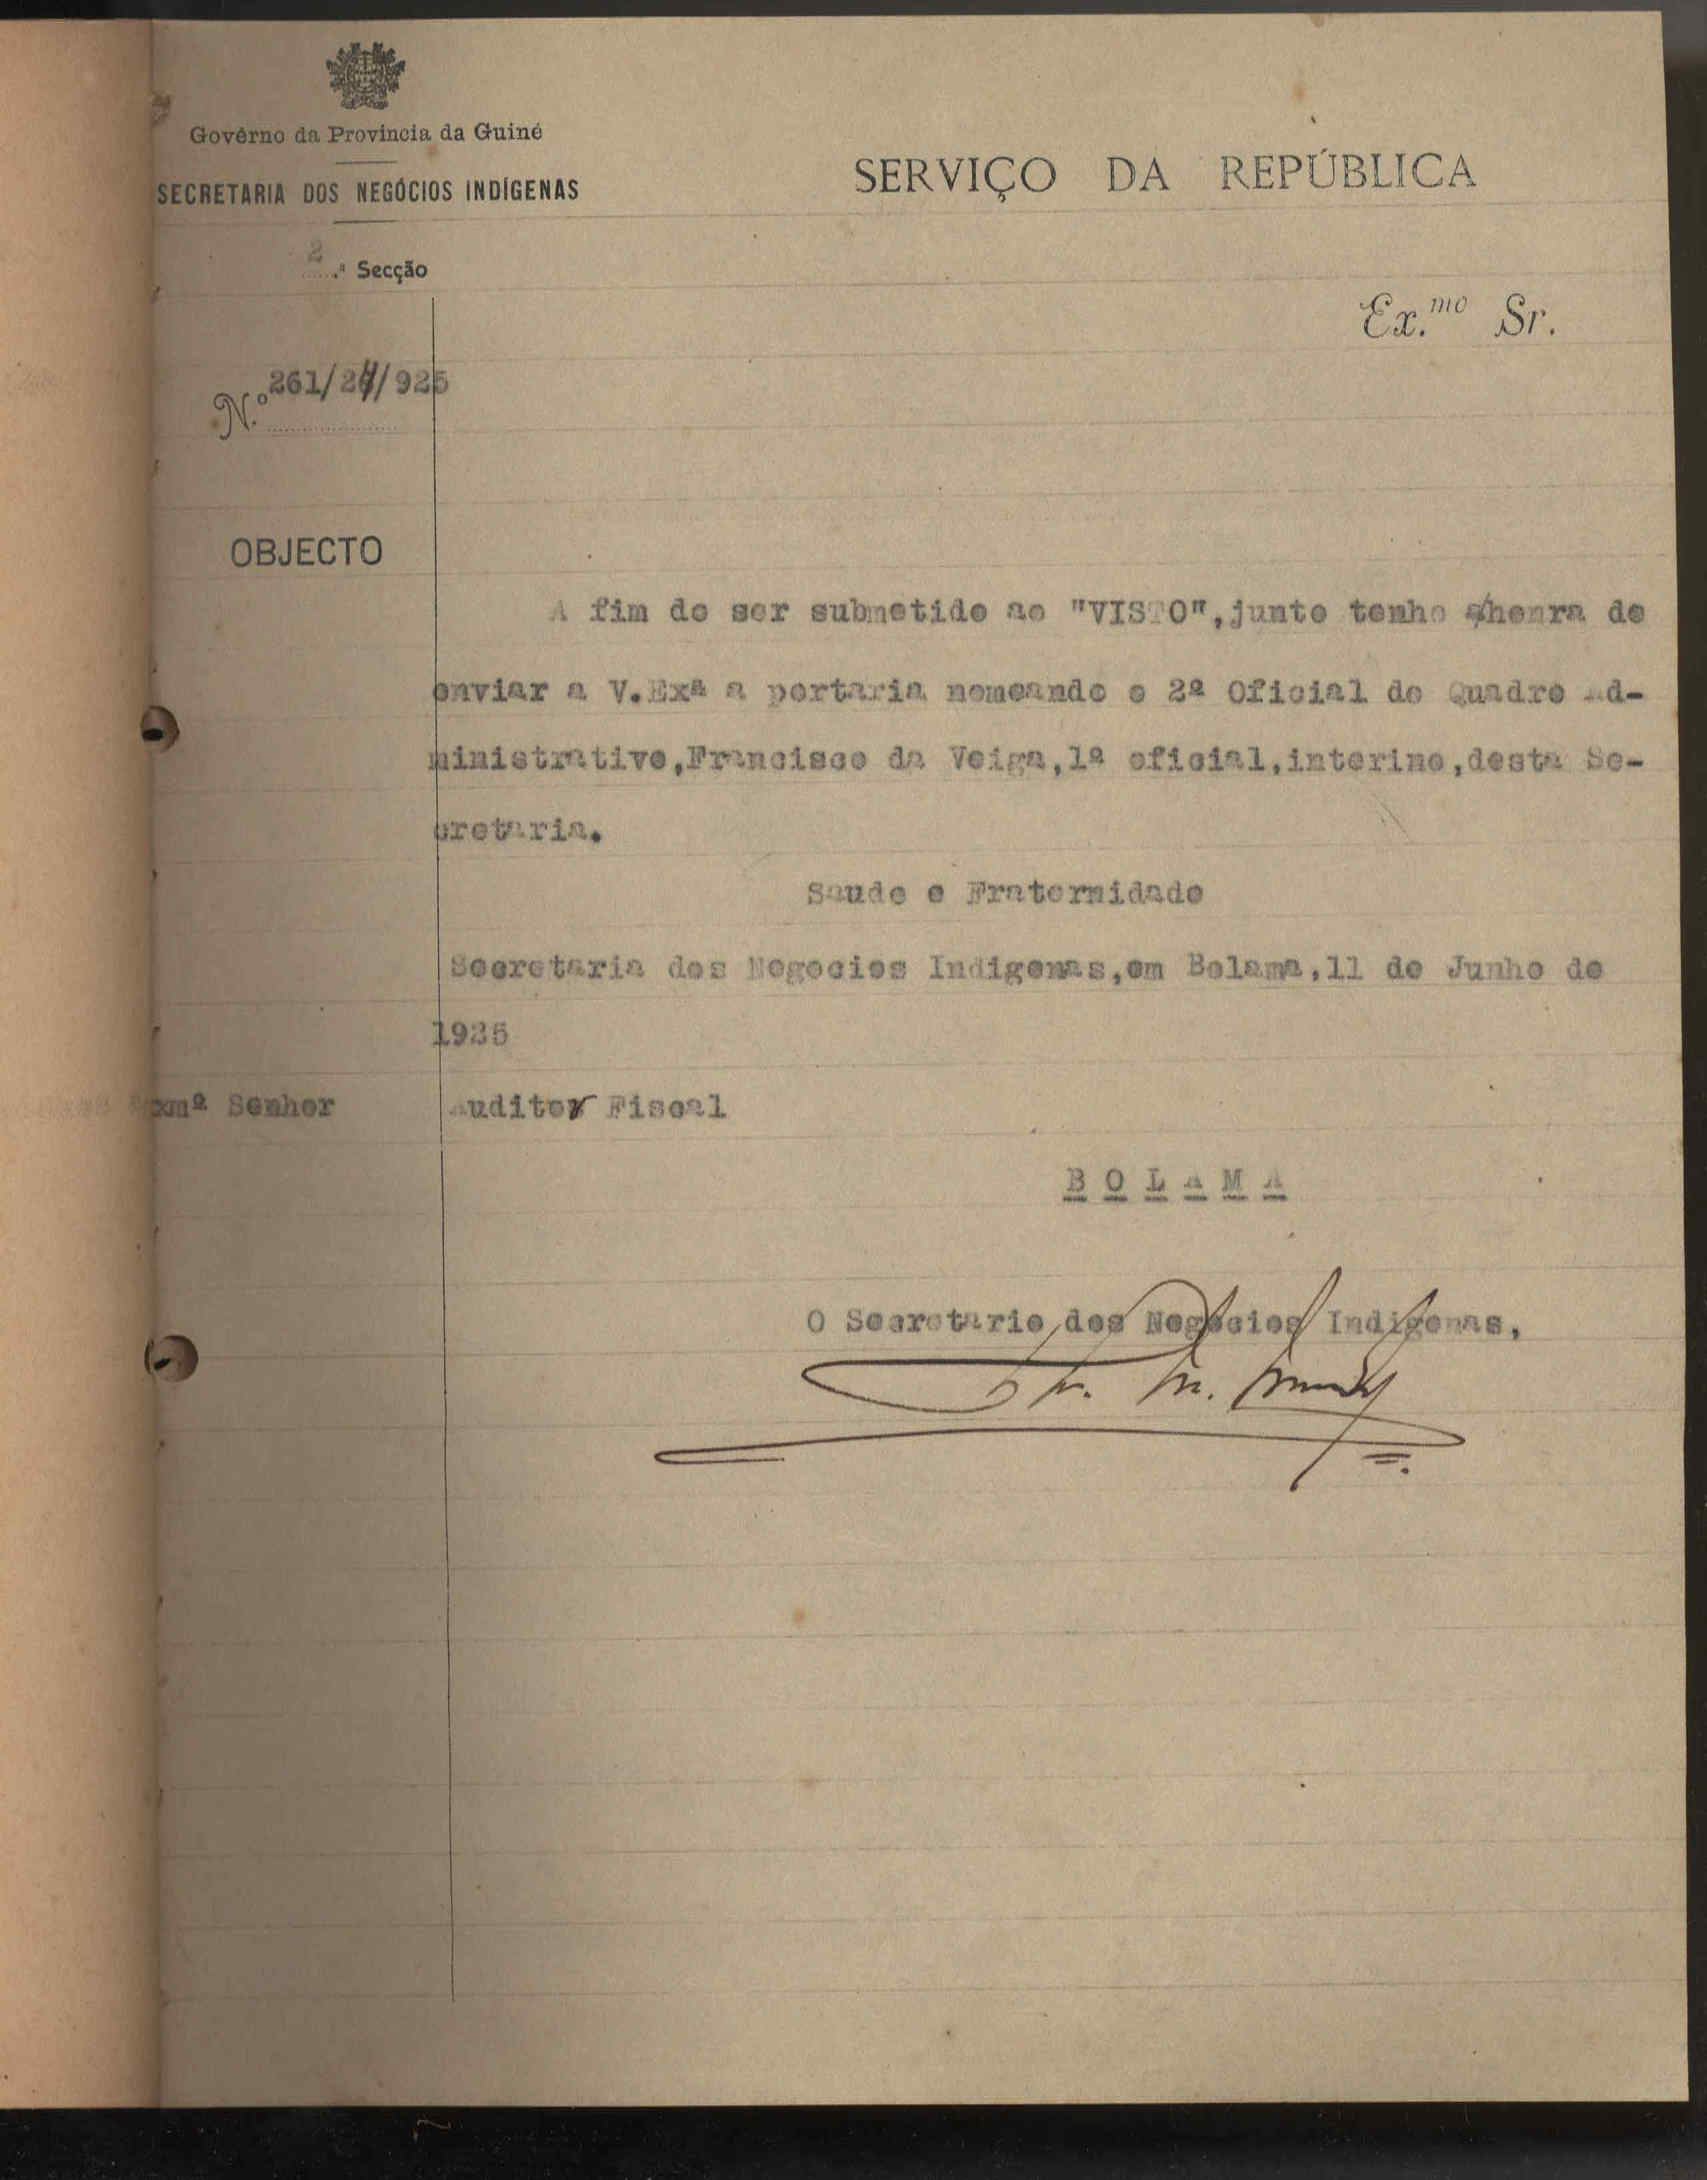 Govêrno da Provincia da Guiné
SECRETARIA DOS NEGÓCIOS INDÍGENAS
SERVIÇO DA REPÚBLICA
2.ª Secção
Ex.mo Sr.
N.º 261/24/925
OBJECTO
A fim de ser submetido ao "VISTO",junto tenho a honra de
enviar a V.Exª a portaria nomeando o 2º Oficial do Quadro Ad-
ministrativo,Francisco da Veiga,1º oficial,interino,desta Se-
cretaria.
Saude e Fraternidade
Secretaria dos Negocios Indigenas,em Bolama,11 de Junho de
1925
Exmº Senhor Auditor Fiscal
BOLAMA
O Secretario dos Negocios Indigenas,